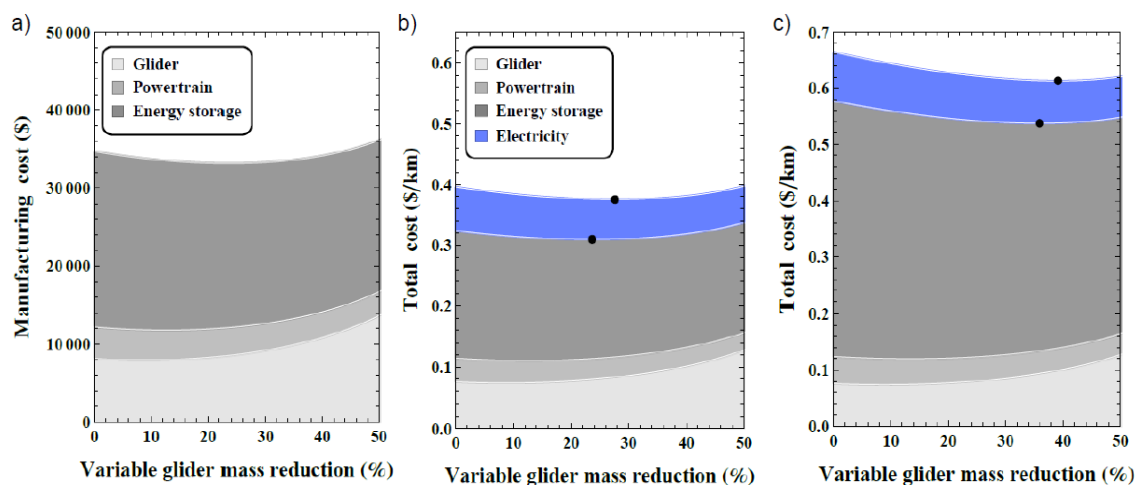 a)
Manufacturing cost ($)
50 000
40 000
30 000
20 000
10 000
0
Glider
Powertrain
Energy storage
0 10 20 30 40 50
Variable glider mass reduction (%)
b)
Total cost ($/km)
0.6
0.5
0.4
0.3
0.2
0.1
0.0
Glider
Powertrain
Energy storage
Electricity
0 10 20 30 40 50
Variable glider mass reduction (%)
c)
Total cost ($/km)
0.7
0.6
0.5
0.4
0.3
0.2
0.1
0.0
0 10 20 30 40 50
Variable glider mass reduction (%)